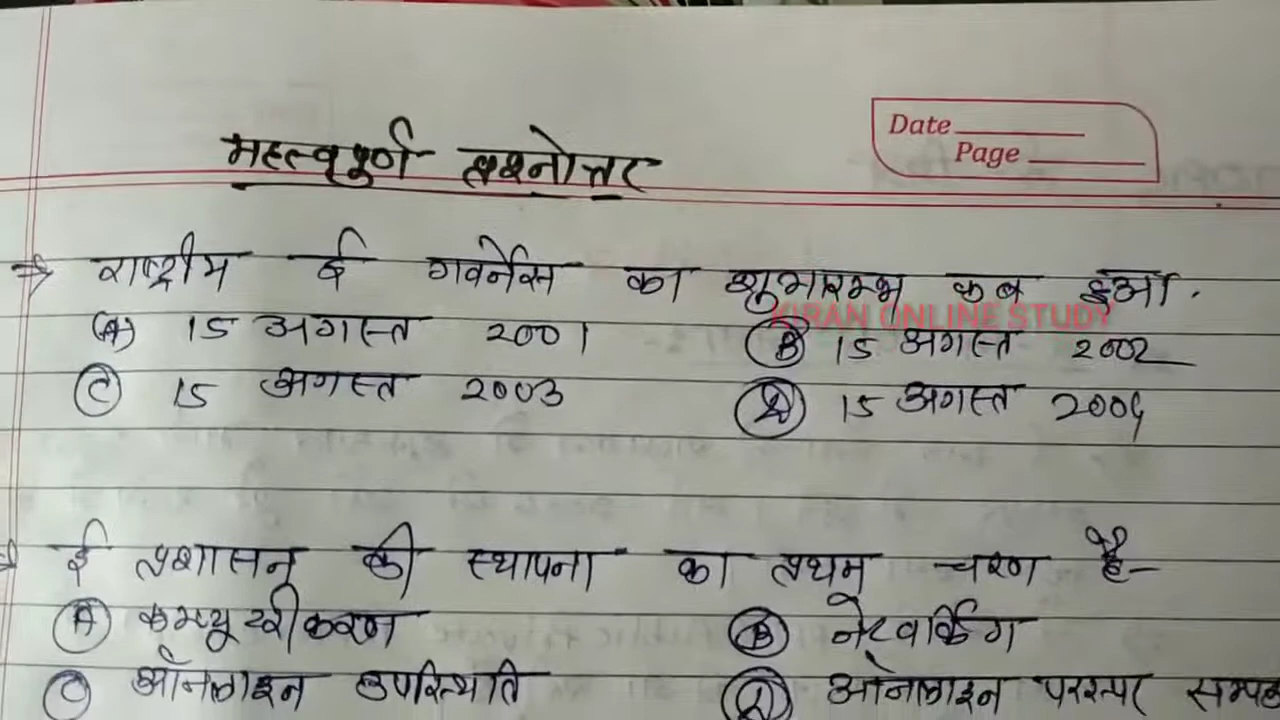 Date
Page
महत्वपूर्ण प्रश्नोत्तर
राष्ट्रीय ई गवर्नेस का शुभारम्भ कब हुआ.
KIRAN ONLINE STUDY
(A) 15 अगस्त 2001 (B) 15 अगस्त 2002
(C) 15 अगस्त 2003 (D) 15 अगस्त 2004
ई प्रशासन की स्थापना का प्रथम चरण है-
(A) कम्प्यूटरीकरण (B) नेटवर्किंग
(C) ऑनलाइन उपस्थिति (D) ऑनलाइन परस्पर